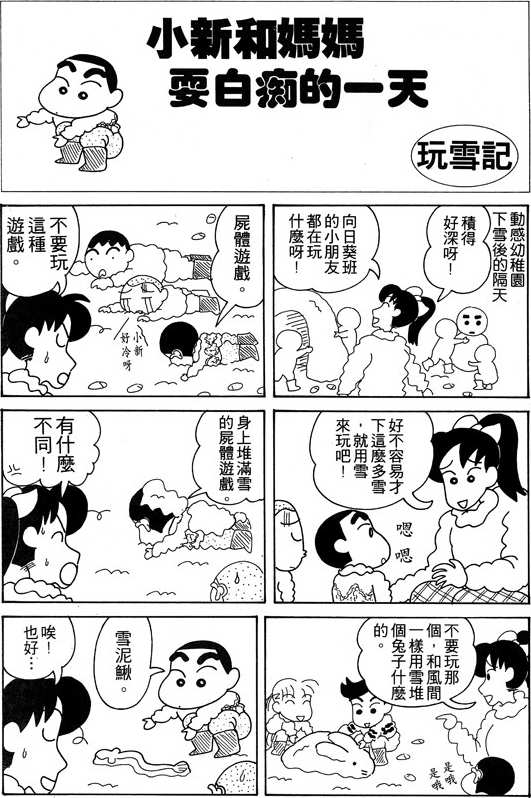 小新和媽媽
耍白痴的一天
玩雪記
動感幼稚園
下雪後的隔天
積得
好深呀！
向日葵班
的小朋友
都在玩
什麼呀！
屍體遊戲。
小新
好冷呀
不要玩
這種
遊戲。
好不容易才
下這麼多雪
，就用雪
來玩吧！
嗯
嗯
身上堆滿雪
的屍體遊戲。
有什麼
不同！
不要玩那
個，和風間
一樣用雪堆
個兔子什麼
的。
是哦
是哦
雪泥鰍。
唉！
也好…